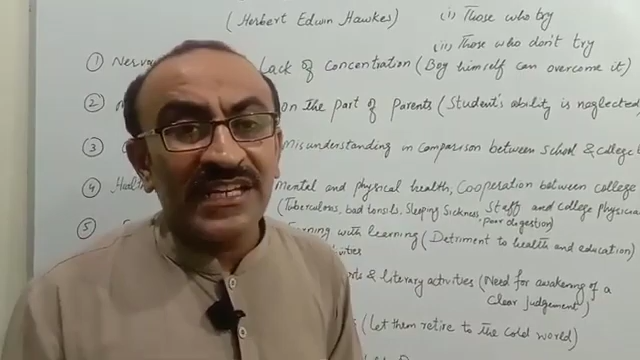 (Herbert Edwin Hawkes) (i) Those who try
(ii) Those who don't try
① Lack of concentration (Boy himself can overcome it)
② on the part of parents (Student's ability is neglected
③ Misunderstanding in comparison between school & college
④ Health mental and physical health, Cooperation between college
(Tuberculous, bad tonsils, Sleeping Sickness, poor digestion) Staff and college physician
⑤ Earning with learning (Detriment to health and education)
& literary activities (Need for awakening of a
clear judgement)
(Let them retire to the cold world)